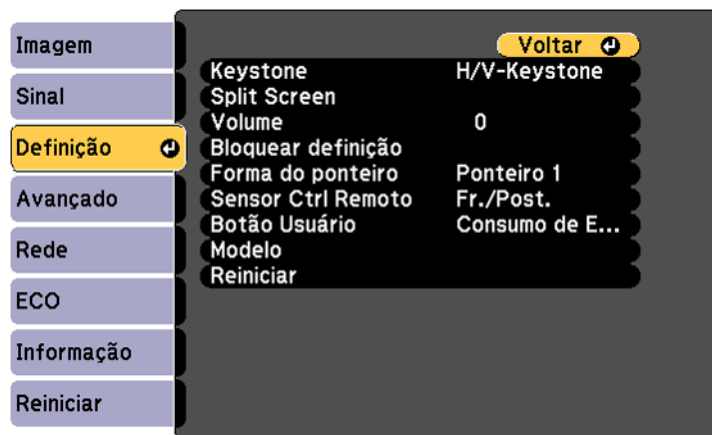 Imagem
Sinal
Definição
Avançado
Rede
ECO
Informação
Reiniciar
Voltar
Keystone H/V-Keystone
Split Screen
Volume 0
Bloquear definição
Forma do ponteiro Ponteiro 1
Sensor Ctrl Remoto Fr./Post.
Botão Usuário Consumo de E...
Modelo
Reiniciar